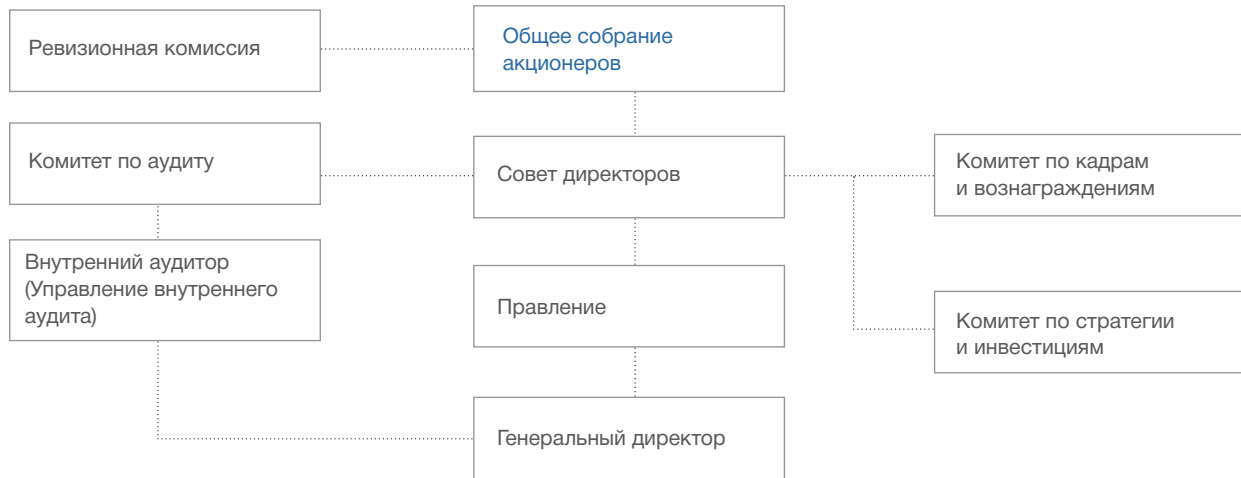 Ревизионная комиссия
Общее собрание
акционеров
Комитет по аудиту
Совет директоров
Комитет по кадрам
и вознаграждениям
Внутренний аудитор
(Управление внутреннего
аудита)
Правление
Комитет по стратегии
и инвестициям
Генеральный директор